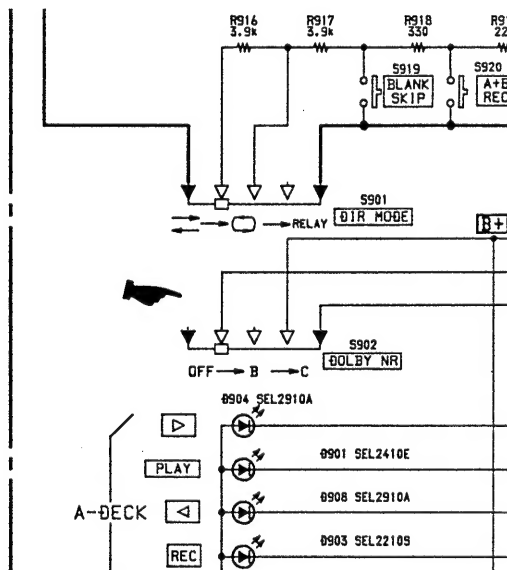 R916
3.9k
R917
3.9k
R918
330
S919
BLANK
SKIP
S920
S901
DIR MODE
RELAY
B+
S902
DOLBY NR
OFF B C
D904 SEL2910A
PLAY
D901 SEL2410E
D908 SEL2910A
A-DECK
REC
D903 SEL2210S